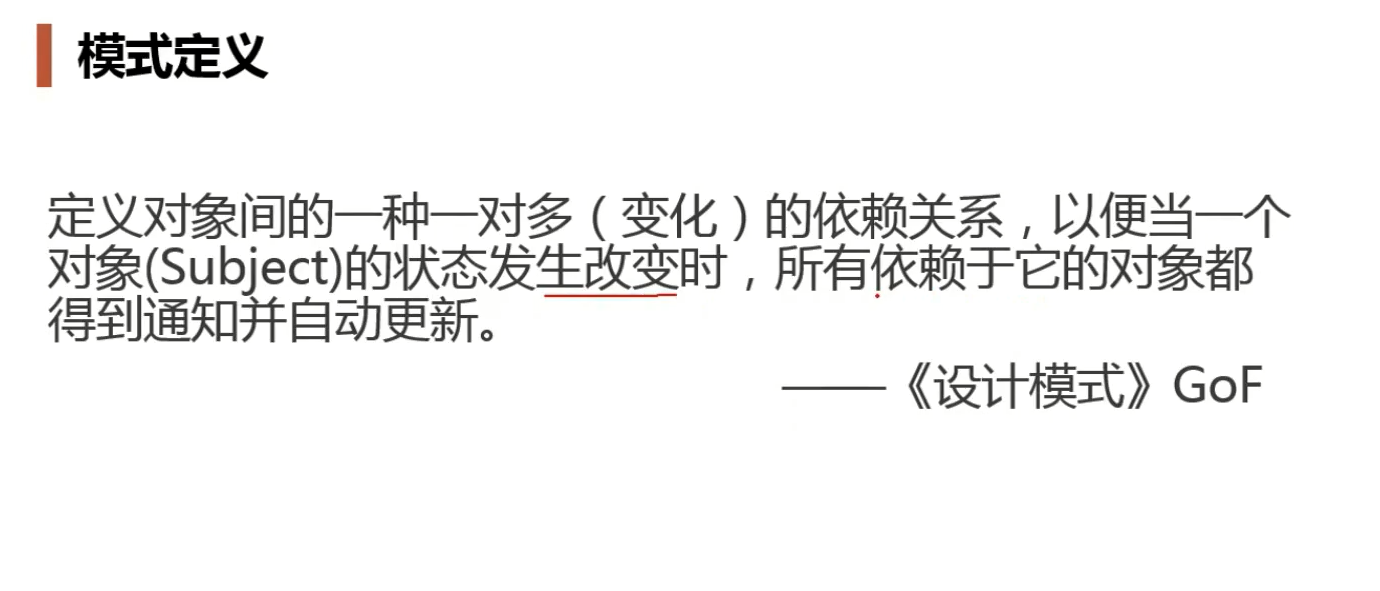 模式定义
定义对象间的一种一对多（变化）的依赖关系，以便当一个
对象(Subject)的状态发生改变时，所有依赖于它的对象都
得到通知并自动更新。
——《设计模式》GoF